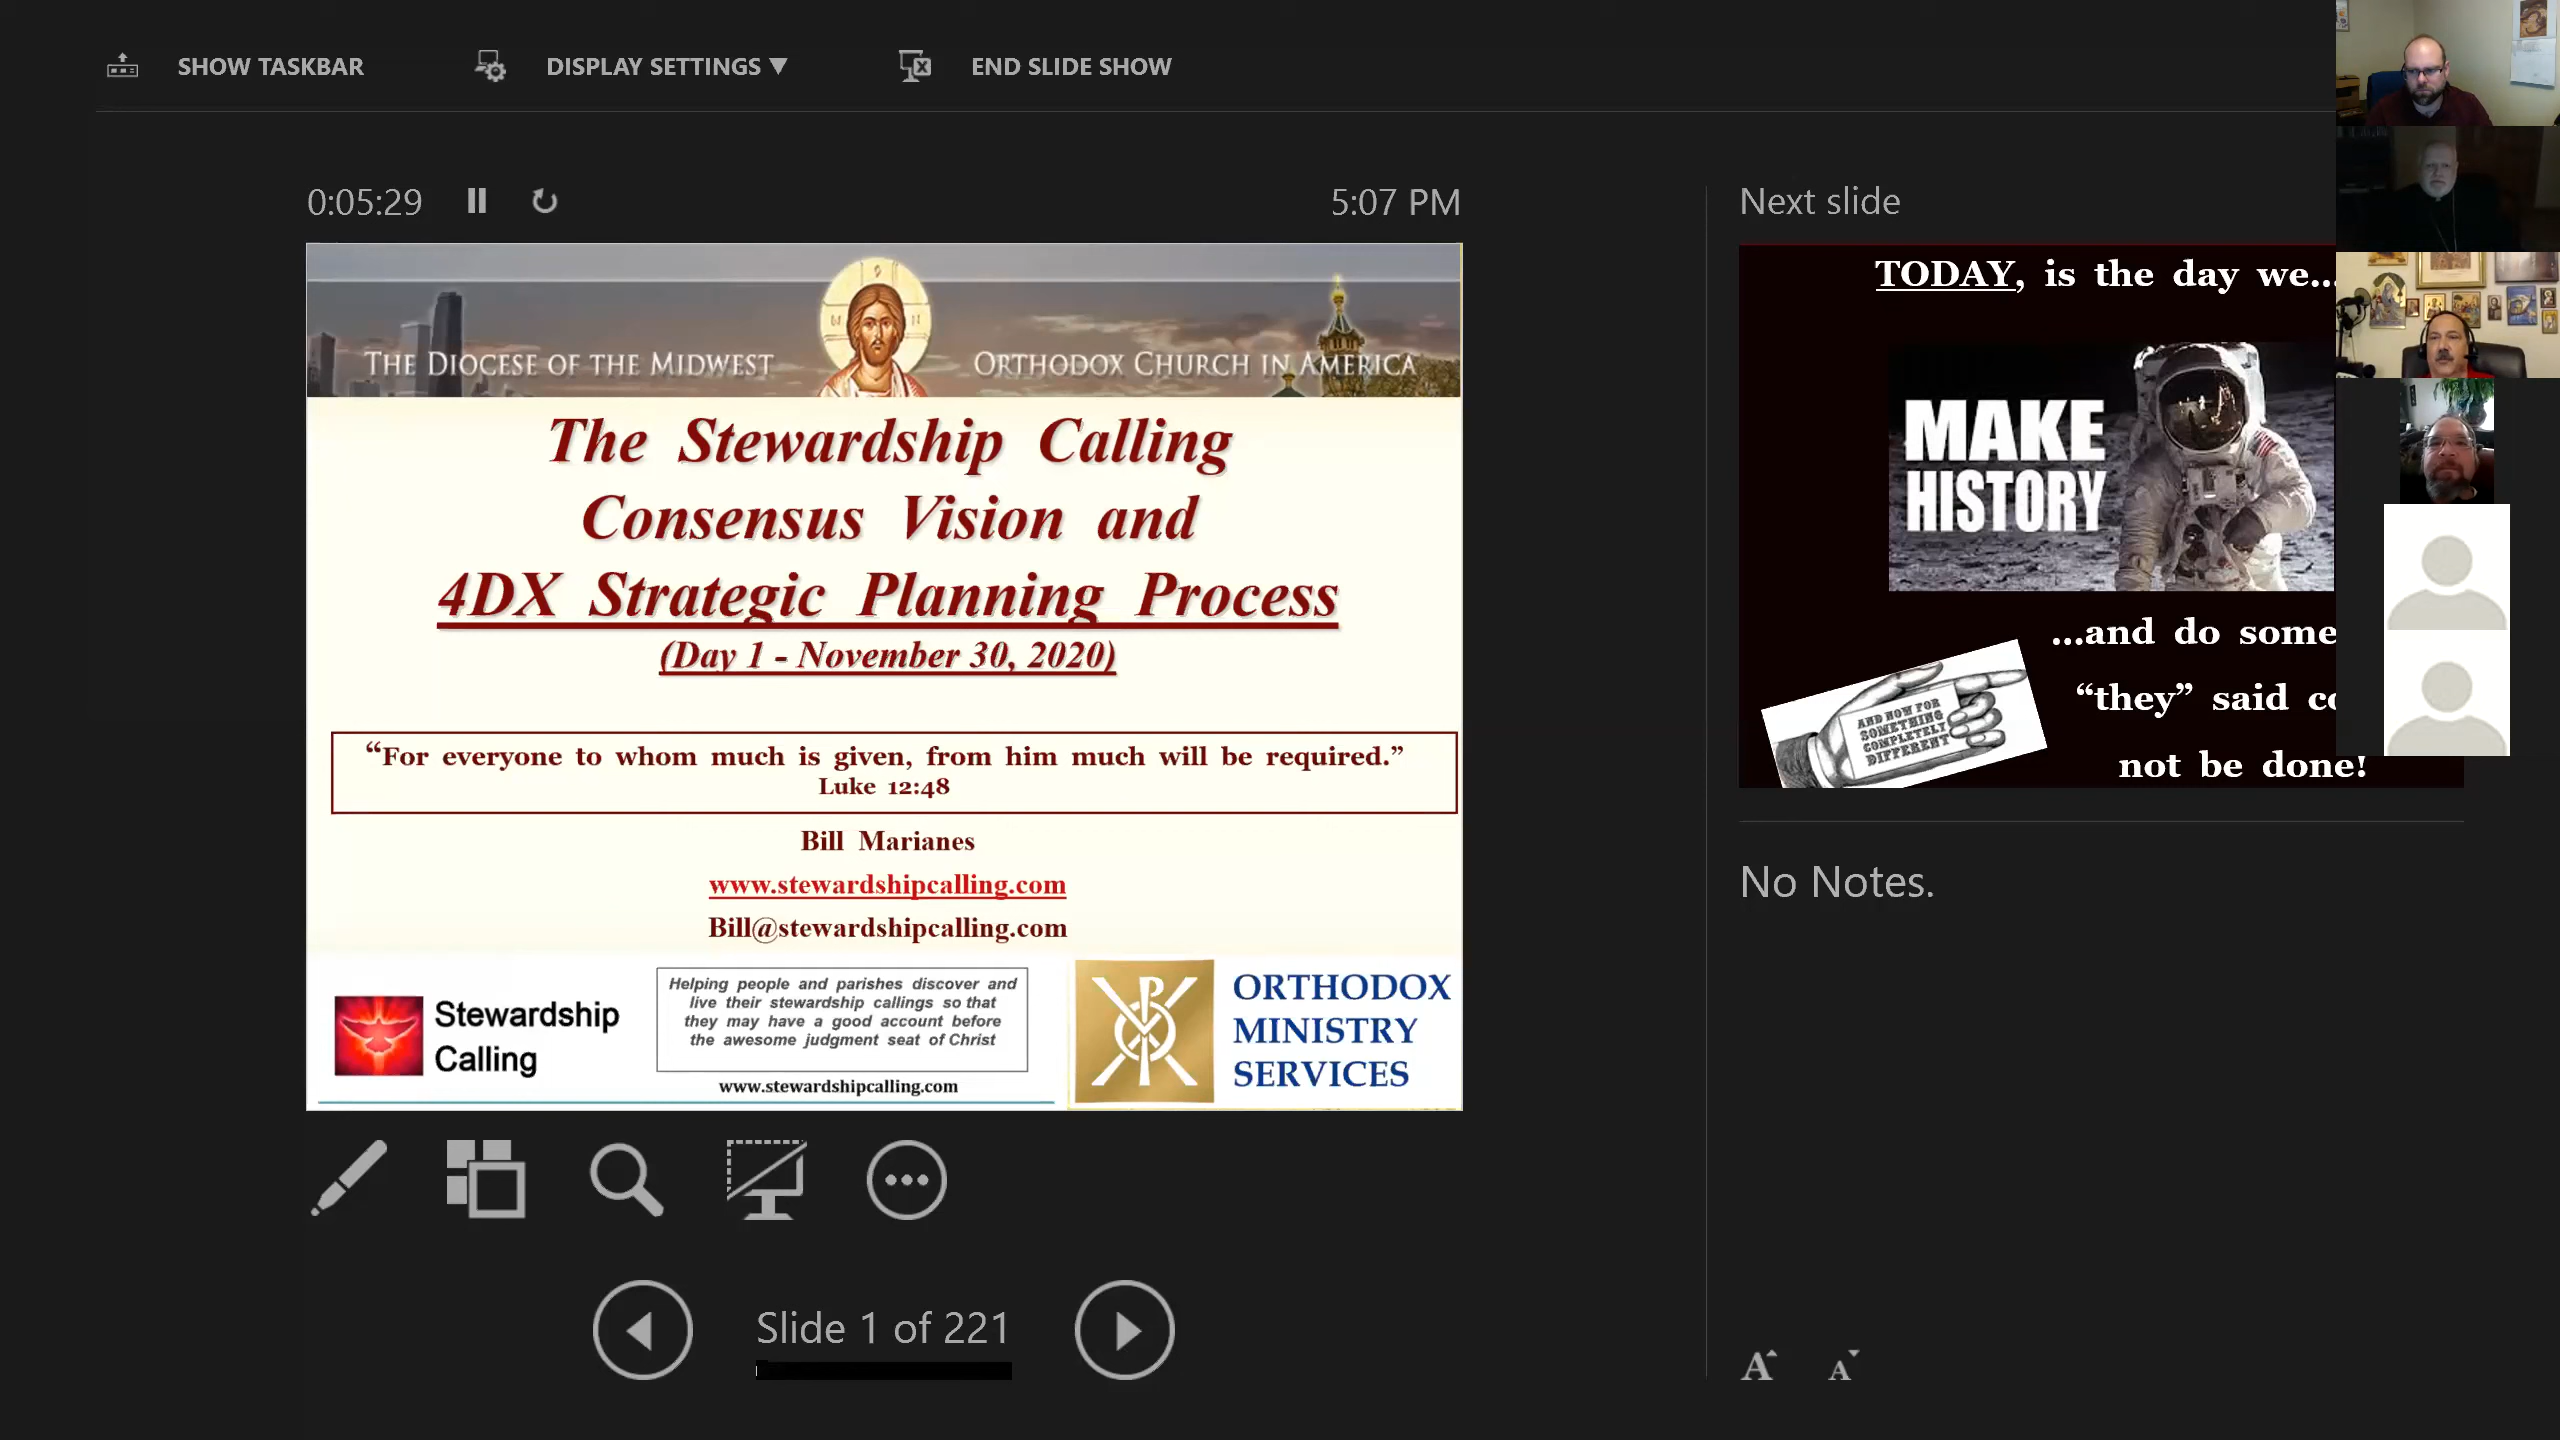 SHOW TASKBAR
DISPLAY SETTINGS ▼
END SLIDE SHOW
0:05:29
5:07 PM
THE DIOCESE OF THE MIDWEST
ORTHODOX CHURCH IN AMERICA
The Stewardship Calling
Consensus Vision and
4DX Strategic Planning Process
(Day 1 - November 30, 2020)
“For everyone to whom much is given, from him much will be required.”
Luke 12:48
Bill Marianes
www.stewardshipcalling.com
Bill@stewardshipcalling.com
Stewardship
Calling
Helping people and parishes discover and
live their stewardship callings so that
they may have a good account before
the awesome judgment seat of Christ
www.stewardshipcalling.com
ORTHODOX
MINISTRY
SERVICES
Slide 1 of 221
Next slide
TODAY, is the day we...
MAKE
HISTORY
...and do some
“they” said
not be done!
AND NOW FOR
SOMETHING
COMPLETELY
DIFFERENT
No Notes.
A A